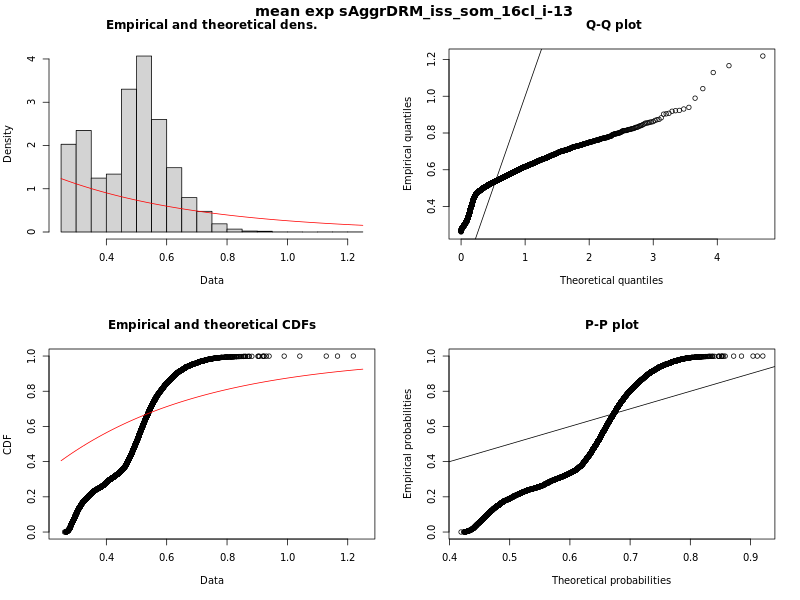 mean exp sAggrDRM_iss_som_16cl_i-13
Empirical and theoretical dens.
Density
0 1 2 3 4
0.4 0.6 0.8 1.0 1.2
Data
Q-Q plot
Empirical quantiles
0.4 0.6 0.8 1.0 1.2
0 1 2 3 4
Theoretical quantiles
Empirical and theoretical CDFs
CDF
0.0 0.2 0.4 0.6 0.8 1.0
0.4 0.6 0.8 1.0 1.2
Data
P-P plot
Empirical probabilities
0.0 0.2 0.4 0.6 0.8 1.0
0.4 0.5 0.6 0.7 0.8 0.9
Theoretical probabilities